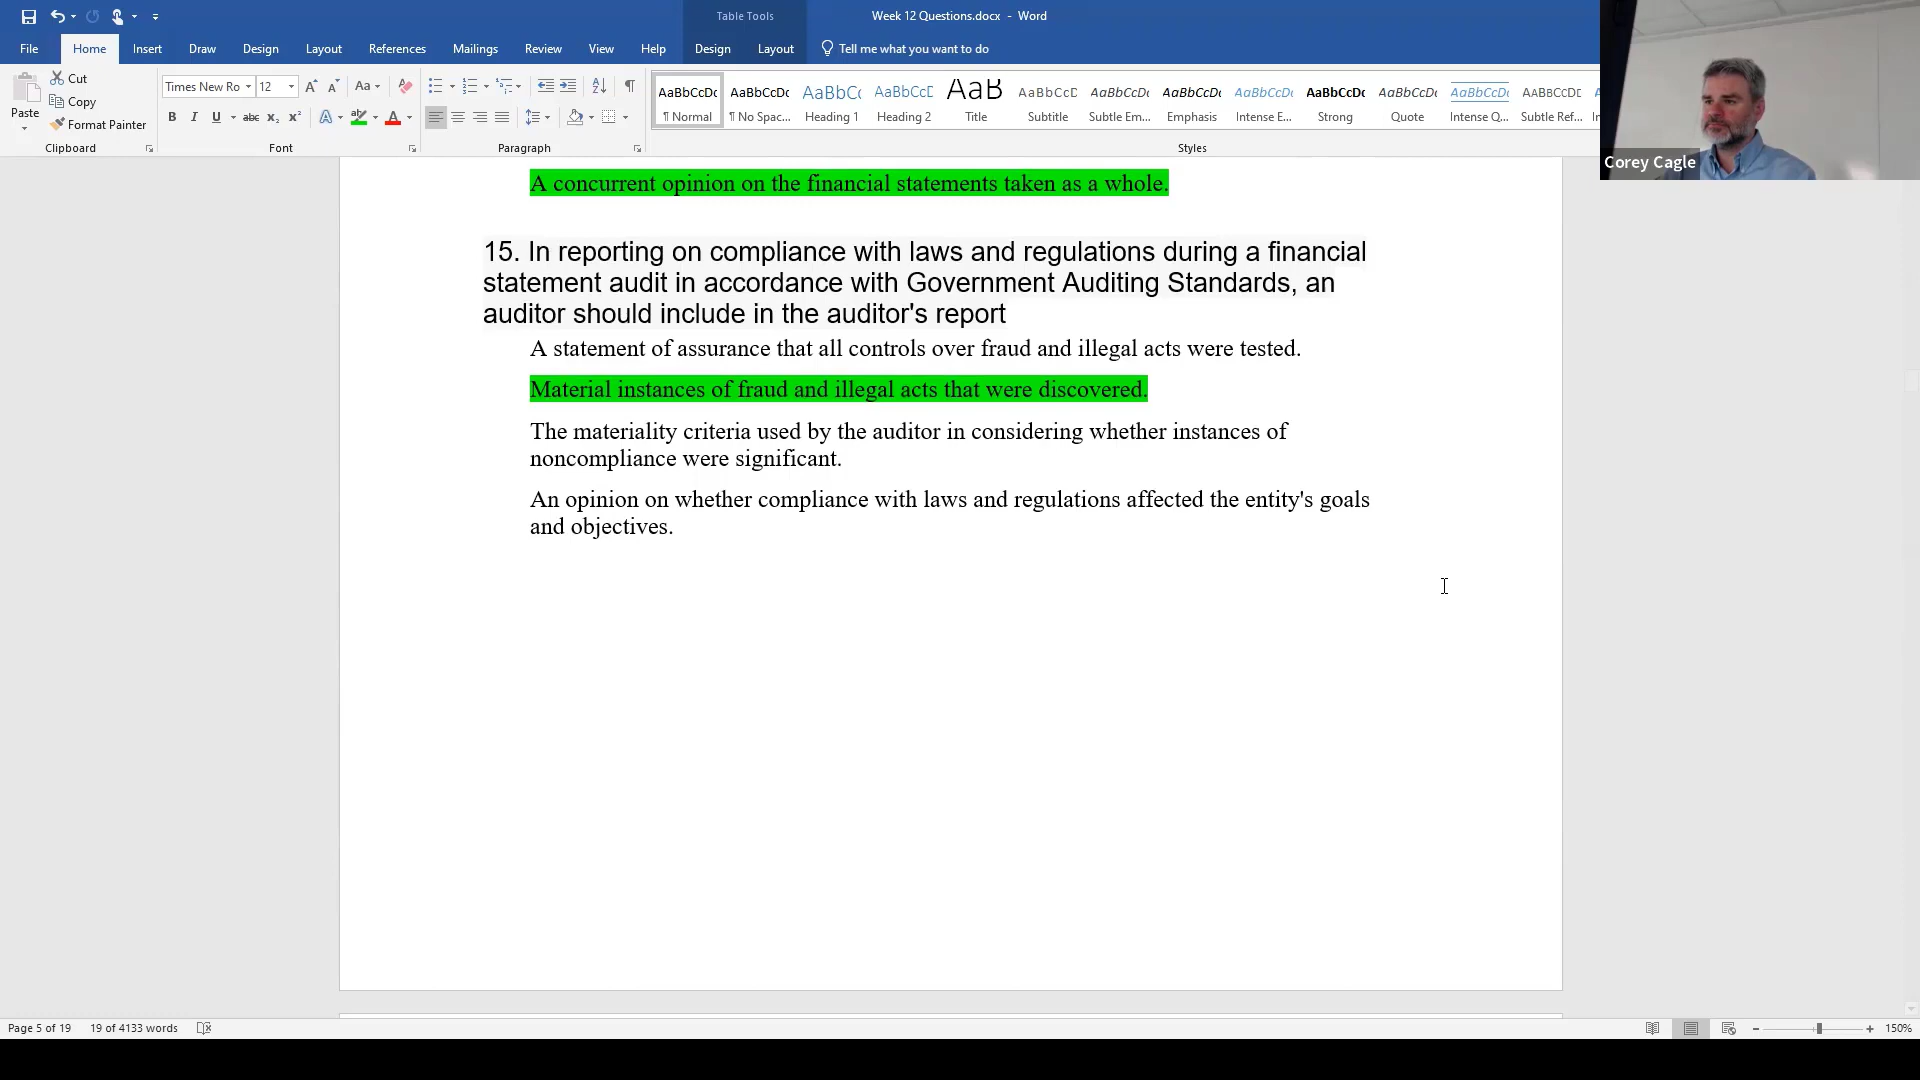 Table Tools
Week 12 Questions.docx - Word
File Home Insert Draw Design Layout References Mailings Review View Help Design Layout Tell me what you want to do
Cut
Copy
Format Painter
Paste
Clipboard
Times New Ro 12
Font
Paragraph
AaBbCcDc AaBbCcDc AaBbC( AaBbCcE AaB AaBbCcD AaBbCcDc AaBbCcDc AaBbCcDc AaBbCcDc AaBbCcDc AaBbCcDc AABBCCDE
¶ Normal ¶ No Spac... Heading 1 Heading 2 Title Subtitle Subtle Em... Emphasis Intense E... Strong Quote Intense Q... Subtle Ref...
Styles
Corey Cagle
A concurrent opinion on the financial statements taken as a whole.
15. In reporting on compliance with laws and regulations during a financial
statement audit in accordance with Government Auditing Standards, an
auditor should include in the auditor's report
A statement of assurance that all controls over fraud and illegal acts were tested.
Material instances of fraud and illegal acts that were discovered.
The materiality criteria used by the auditor in considering whether instances of
noncompliance were significant.
An opinion on whether compliance with laws and regulations affected the entity's goals
and objectives.
Page 5 of 19 19 of 4133 words
150%